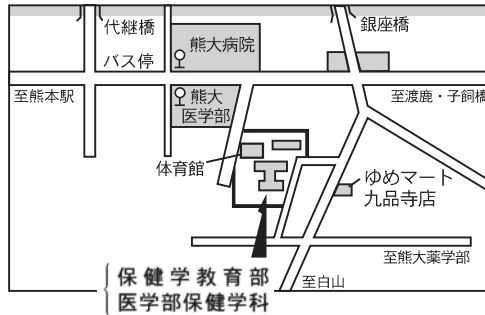 代継橋
銀座橋
バス停
熊大病院
至熊本駅
熊大
医学部
至渡鹿・子飼橋
体育館
ゆめマート
九品寺店
至熊大薬学部
至白山
保健学教育部
医学部保健学科